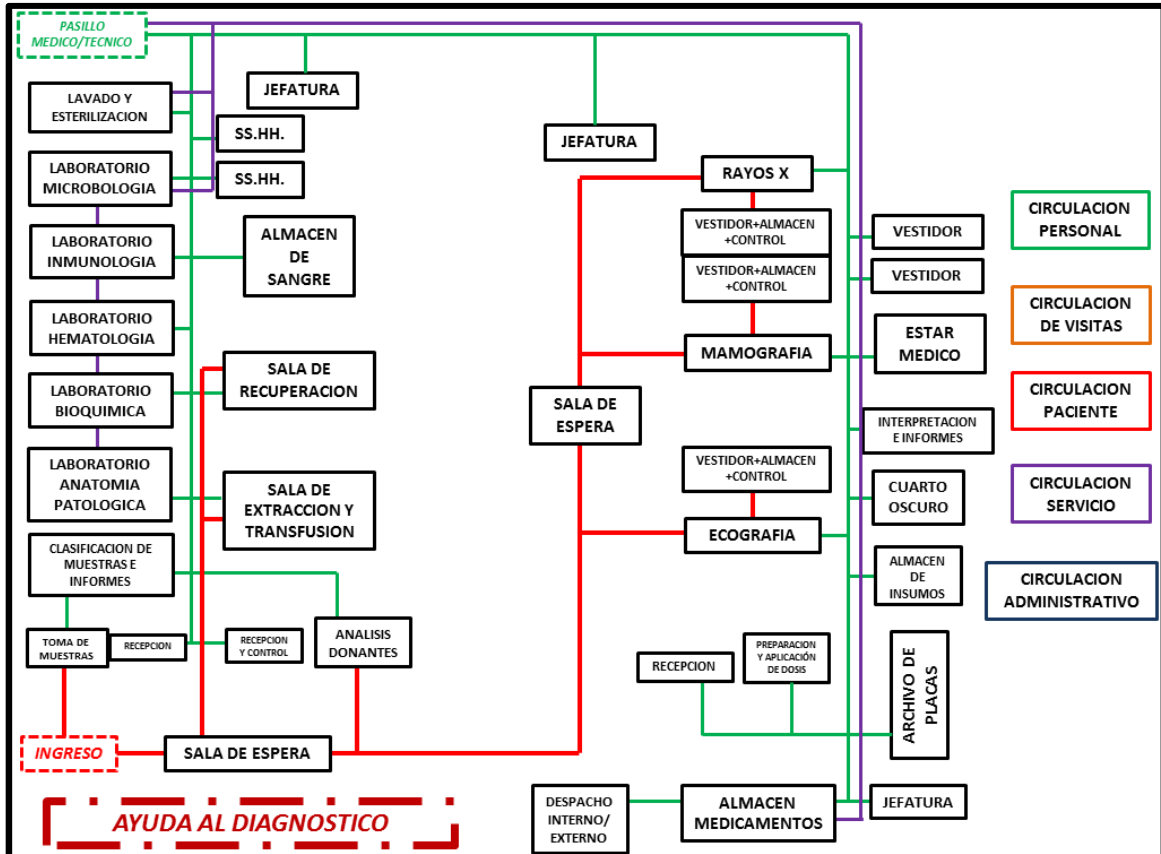 PASILLO
MEDICO/TECNICO
LAVADO Y
ESTERILIZACION
JEFATURA
SS.HH.
LABORATORIO
MICROBOLOGIA
SS.HH.
LABORATORIO
INMUNOLOGIA
ALMACEN
DE
SANGRE
LABORATORIO
HEMATOLOGIA
LABORATORIO
BIOQUIMICA
SALA DE
RECUPERACION
LABORATORIO
ANATOMIA
PATOLOGICA
SALA DE
EXTRACCION Y
TRANSFUSION
CLASIFICACION DE
MUESTRAS E
INFORMES
TOMA DE
MUESTRAS
RECEPCION
RECEPCION
Y CONTROL
ANALISIS
DONANTES
INGRESO
SALA DE ESPERA
AYUDA AL DIAGNOSTICO
JEFATURA
RAYOS X
VESTIDOR+ALMACEN
+CONTROL
VESTIDOR+ALMACEN
+CONTROL
MAMOGRAFIA
SALA DE
ESPERA
VESTIDOR+ALMACEN
+CONTROL
ECOGRAFIA
VESTIDOR
VESTIDOR
ESTAR
MEDICO
INTERPRETACION
E INFORMES
CUARTO
OSCURO
ALMACEN
DE
INSUMOS
RECEPCION
PREPARACION
Y APLICACIÓN
DE DOSIS
ARCHIVO DE
PLACAS
DESPACHO
INTERNO/
EXTERNO
ALMACEN
MEDICAMENTOS
JEFATURA
CIRCULACION
PERSONAL
CIRCULACION
DE VISITAS
CIRCULACION
PACIENTE
CIRCULACION
SERVICIO
CIRCULACION
ADMINISTRATIVO